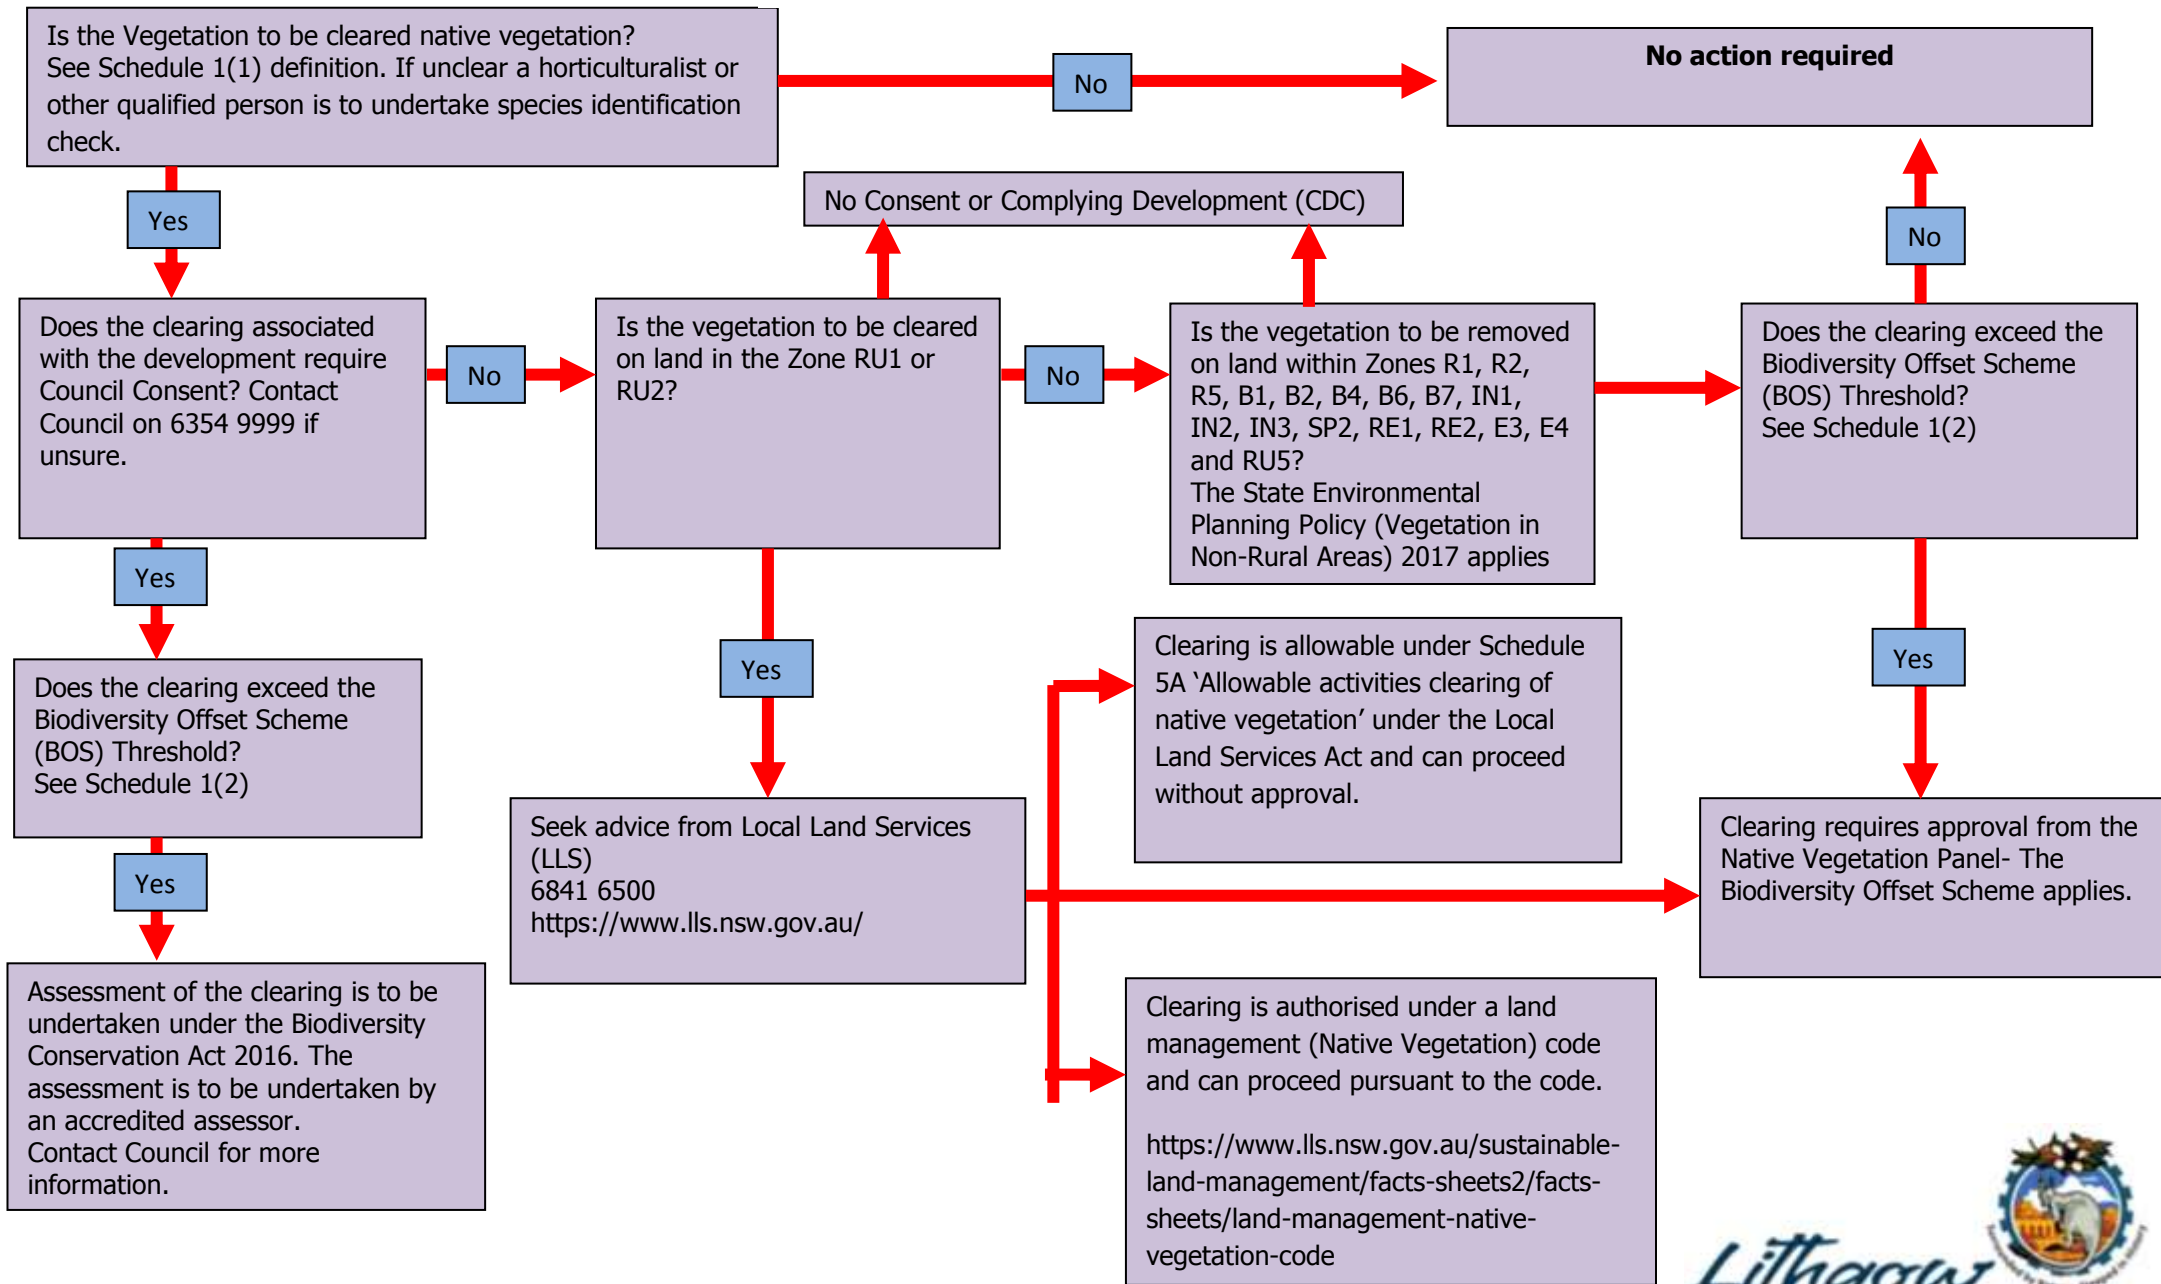 Is the Vegetation to be cleared native vegetation?
See Schedule 1(1) definition. If unclear a horticulturalist or
other qualified person is to undertake species identification
check.
No
No action required
Yes
No Consent or Complying Development (CDC)
No
Does the clearing associated
with the development require
Council Consent? Contact
Council on 6354 9999 if
unsure.
No
Is the vegetation to be cleared
on land in the Zone RU1 or
RU2?
No
Is the vegetation to be removed
on land within Zones R1, R2,
R5, B1, B2, B4, B6, B7, IN1,
IN2, IN3, SP2, RE1, RE2, E3, E4
and RU5?
The State Environmental
Planning Policy (Vegetation in
Non-Rural Areas) 2017 applies
Does the clearing exceed the
Biodiversity Offset Scheme
(BOS) Threshold?
See Schedule 1(2)
Yes
Yes
Yes
Does the clearing exceed the
Biodiversity Offset Scheme
(BOS) Threshold?
See Schedule 1(2)
Clearing is allowable under Schedule
5A ‘Allowable activities clearing of
native vegetation’ under the Local
Land Services Act and can proceed
without approval.
Yes
Seek advice from Local Land Services
(LLS)
6841 6500
https://www.lls.nsw.gov.au/
Clearing requires approval from the
Native Vegetation Panel- The
Biodiversity Offset Scheme applies.
Assessment of the clearing is to be
undertaken under the Biodiversity
Conservation Act 2016. The
assessment is to be undertaken by
an accredited assessor.
Contact Council for more
information.
Clearing is authorised under a land
management (Native Vegetation) code
and can proceed pursuant to the code.
https://www.lls.nsw.gov.au/sustainable-
land-management/facts-sheets2/facts-
sheets/land-management-native-
vegetation-code
Lithgow